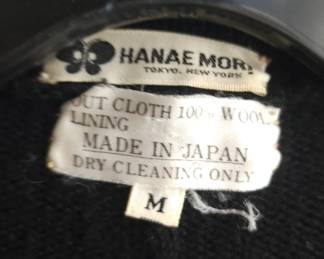 HANAE MORI
TOKYO. NEW YORK
OUT CLOTH 100% WOOL
LINING
MADE IN JAPAN
DRY CLEANING ONLY
M